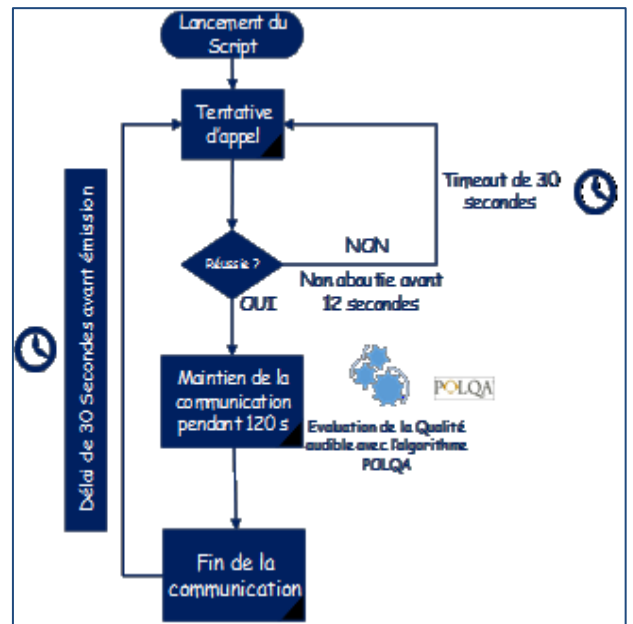 Lancement du
Script
Tentative
d'appel
Timeout de 30
secondes
Réussie ?
NON
Non aboutie avant
12 secondes
OUI
Délai de 30 Secondes avant émission
Maintien de la
communication
pendant 120 s
POLQA
Evaluation de la Qualité
audible avec l'algorithme
POLQA
Fin de la
communication